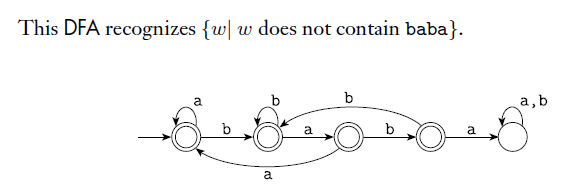 This DFA recognizes {w| w does not contain baba}.
a b b a,b
b a b a
a